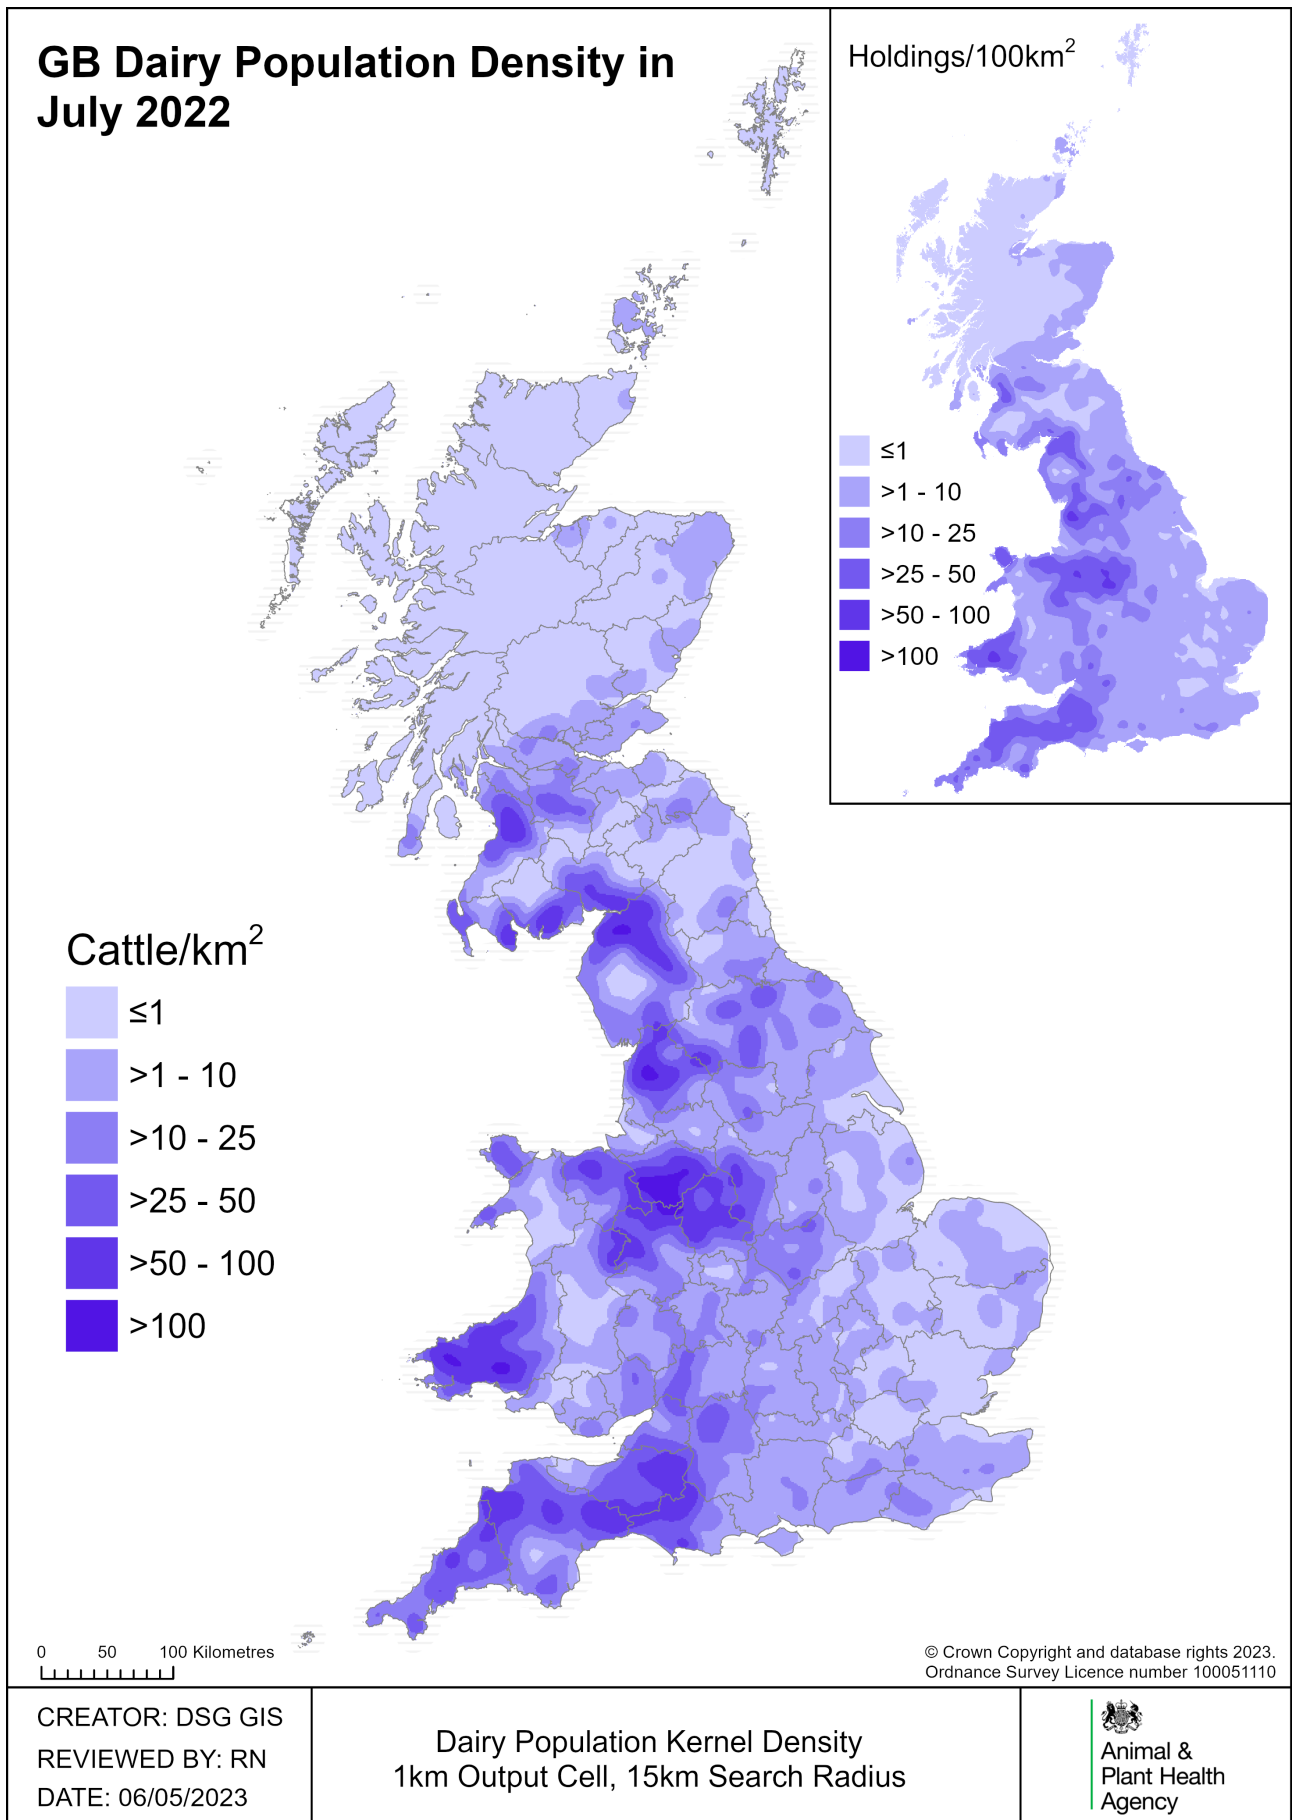 GB Dairy Population Density in
July 2022
Holdings/100km²
≤1
>1 - 10
>10 - 25
>25 - 50
>50 - 100
>100
Cattle/km²
≤1
>1 - 10
>10 - 25
>25 - 50
>50 - 100
>100
0 50 100 Kilometres
© Crown Copyright and database rights 2023.
Ordnance Survey Licence number 100051110
CREATOR: DSG GIS
REVIEWED BY: RN
DATE: 06/05/2023
Dairy Population Kernel Density
1km Output Cell, 15km Search Radius
Animal &
Plant Health
Agency